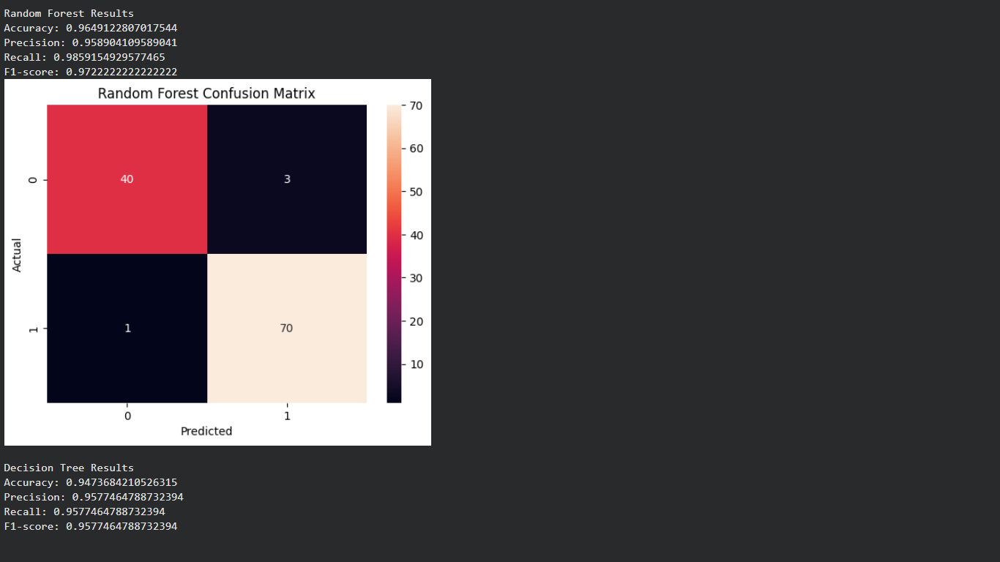 Random Forest Results
Accuracy: 0.9649122807017544
Precision: 0.958904109589041
Recall: 0.9859154929577465
F1-score: 0.9722222222222222
Random Forest Confusion Matrix
70
60
50
40
30
20
10
0
40
3
Actual
1
1
70
0
1
Predicted
Decision Tree Results
Accuracy: 0.9473684210526315
Precision: 0.9577464788732394
Recall: 0.9577464788732394
F1-score: 0.9577464788732394